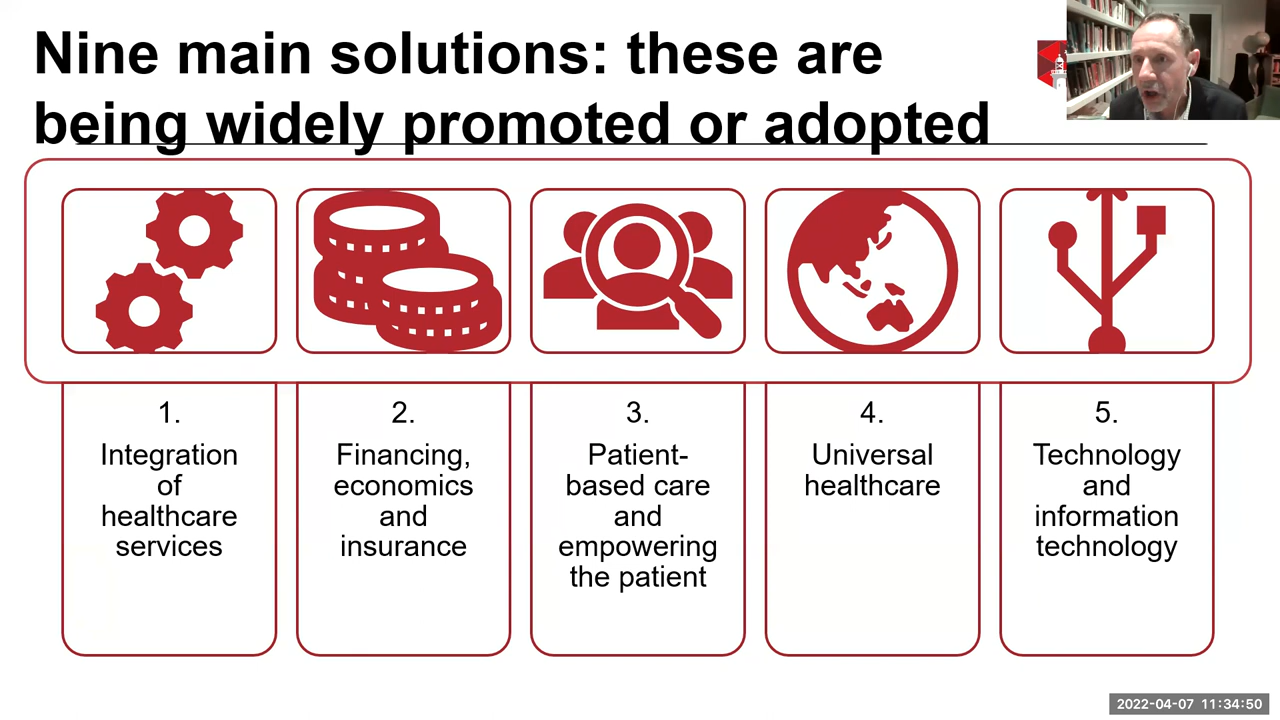 Nine main solutions: these are
being widely promoted or adopted
1.
Integration
of
healthcare
services
2.
Financing,
economics
and
insurance
3.
Patient-
based care
and
empowering
the patient
4.
Universal
healthcare
5.
Technology
and
information
technology
2022-04-07 11:34:50